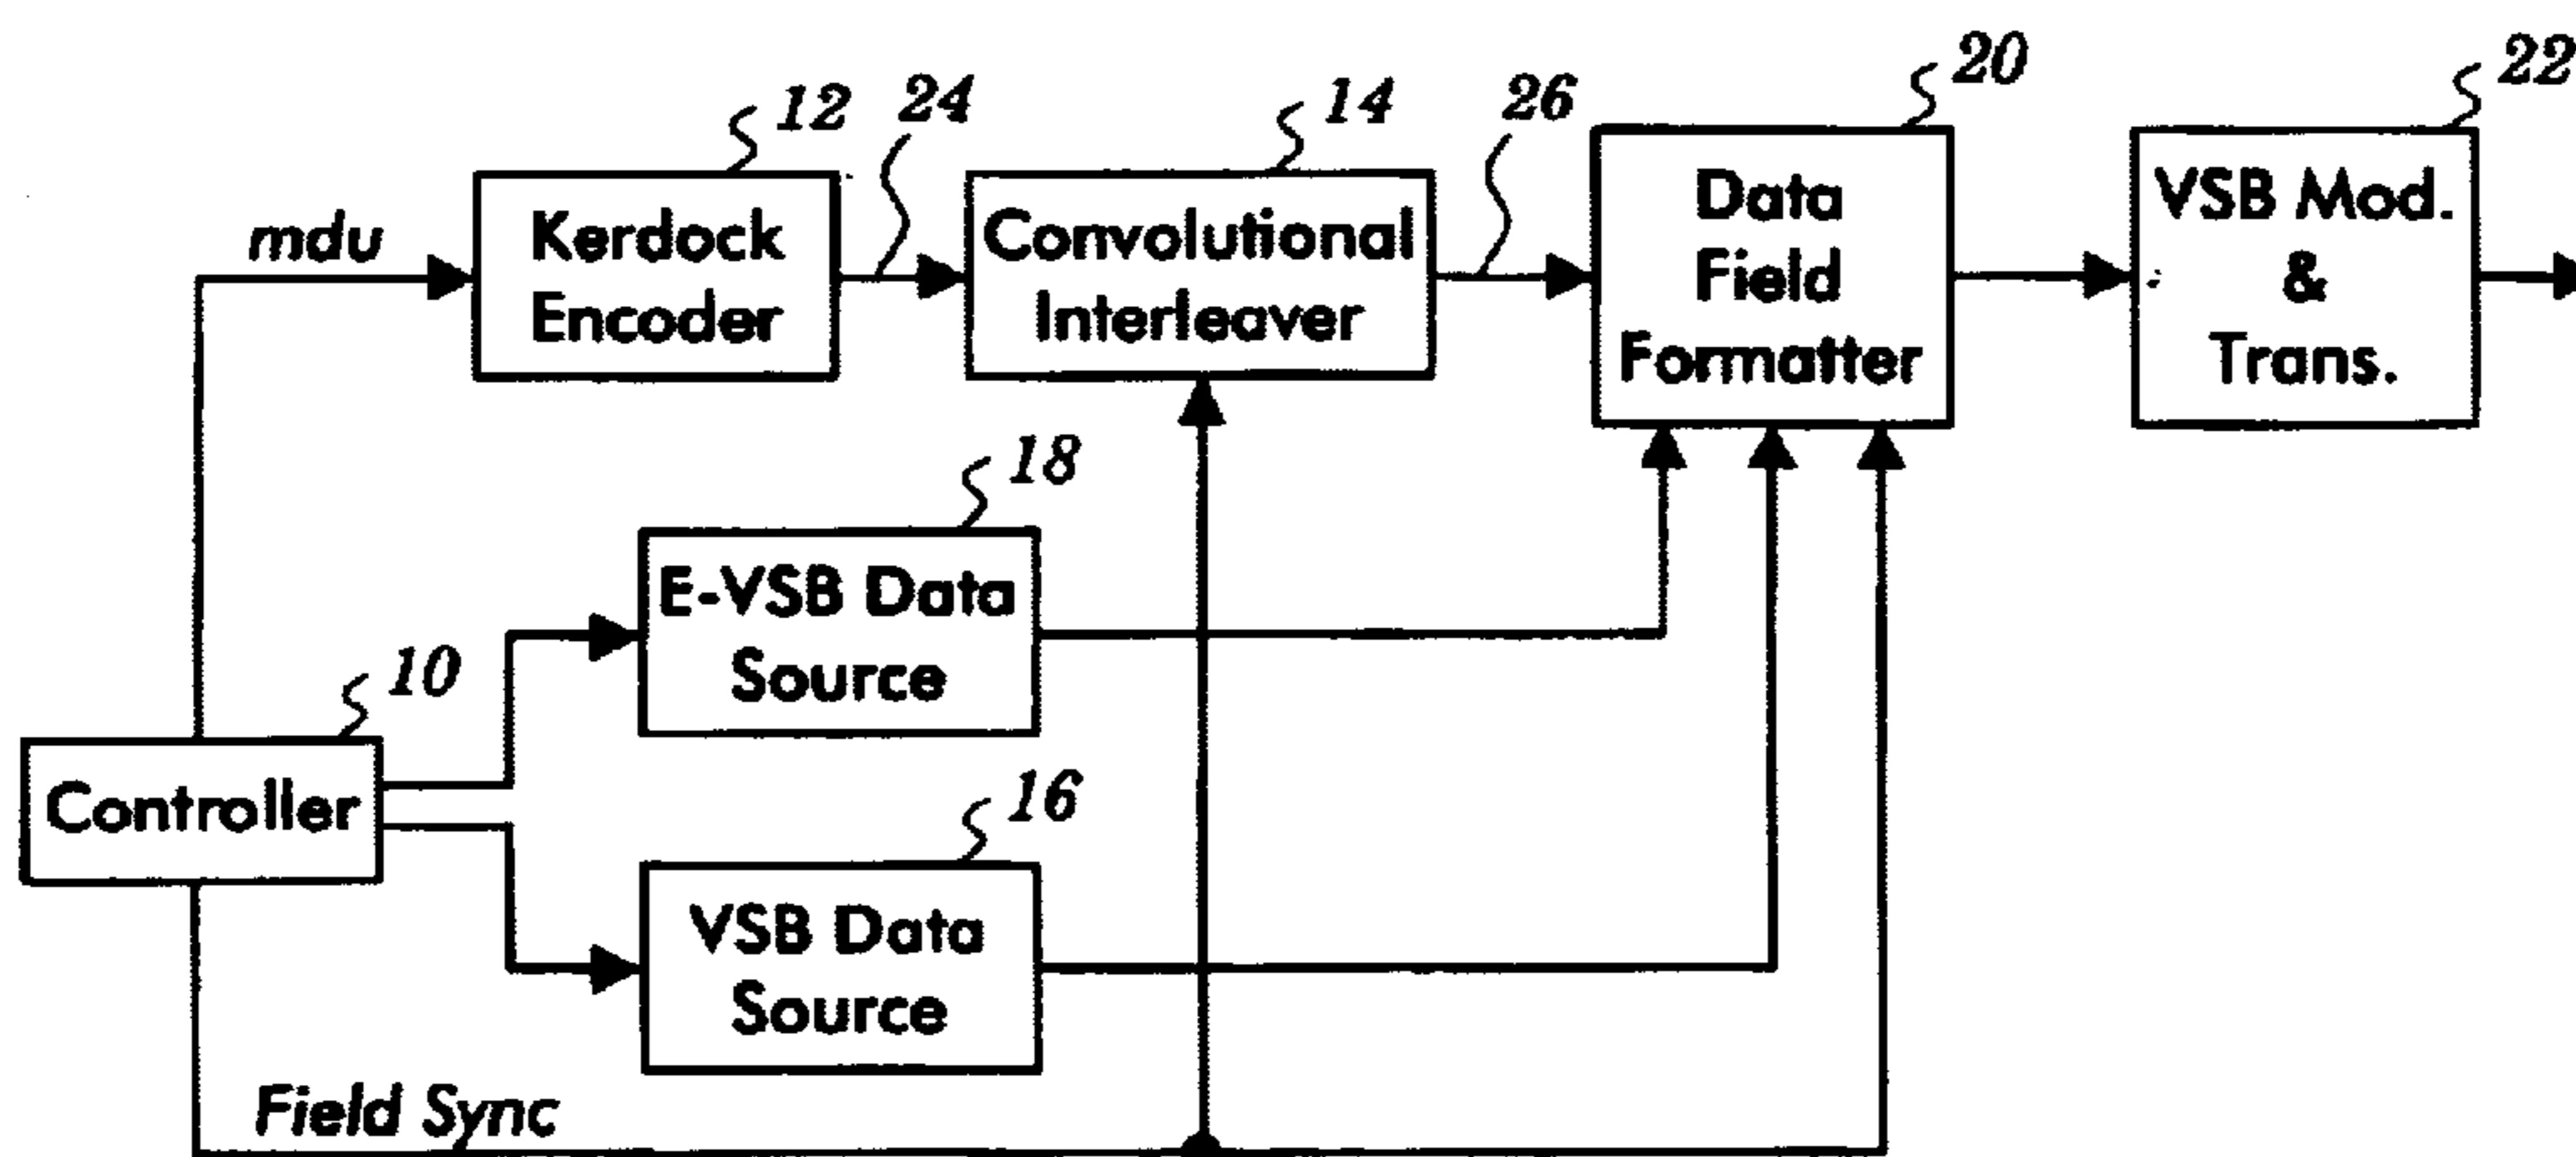 12
24
14
26
20
22
mdu
Kerdock
Encoder
Convolutional
Interleaver
Data
Field
Formatter
VSB Mod.
&
Trans.
18
E-VSB Data
Source
10
Controller
16
VSB Data
Source
Field Sync